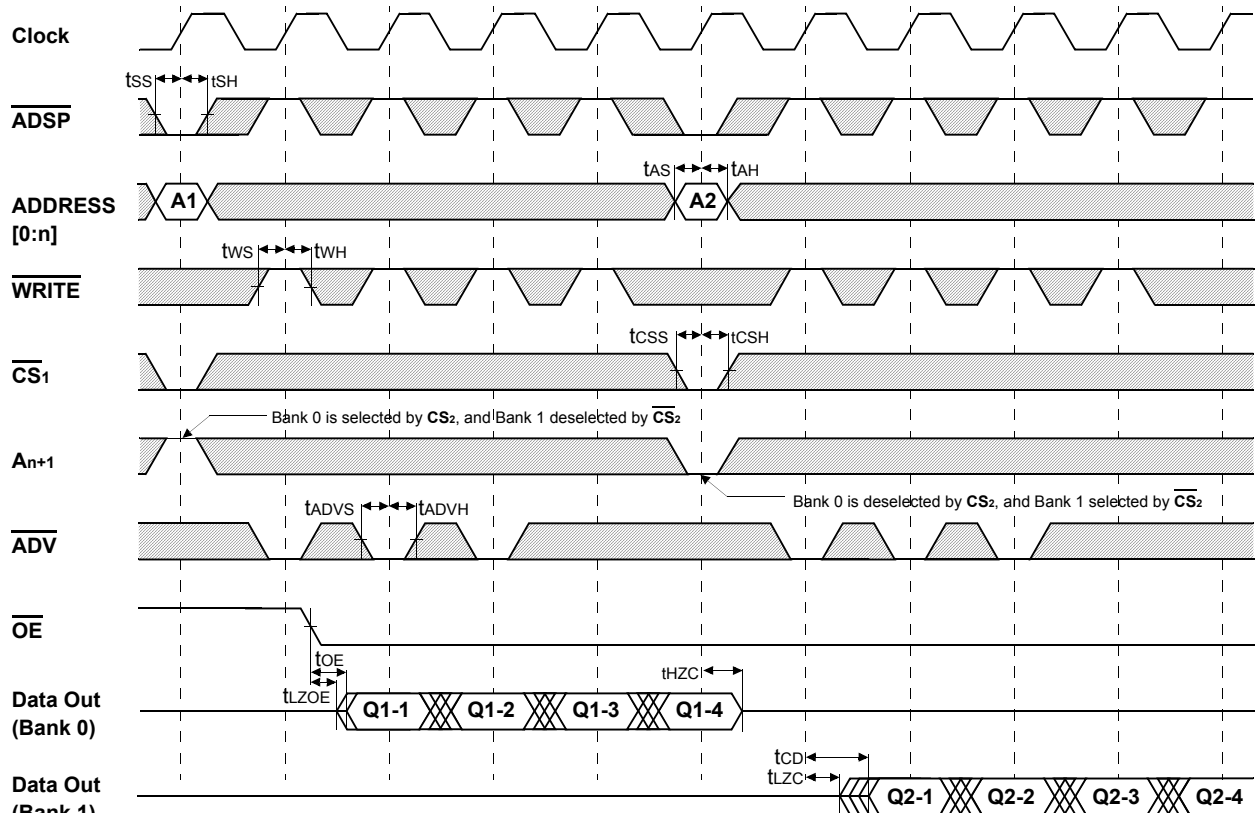 Clock
tSS tSH
ADSP
tAS tAH
ADDRESS
[0:n]
A1 A2
tWS tWH
WRITE
tCSS tCSH
CS1
Bank 0 is selected by CS2, and Bank 1 deselected by CS2
An+1
Bank 0 is deselected by CS2, and Bank 1 selected by CS2
tADVS tADVH
ADV
OE
tOE
tHZC
tLZOE
Data Out
(Bank 0)
Q1-1 Q1-2 Q1-3 Q1-4
tCD
tLZC
Data Out
(Bank 1)
Q2-1 Q2-2 Q2-3 Q2-4